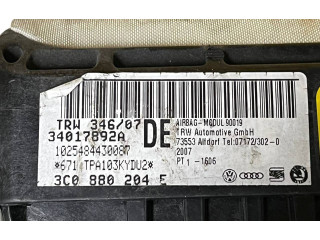 TRW 346/07
34017892A
DE
10254844300B7
*671 TPA103KYDU2*
3C0 880 204 E
AIRBAG-MODUL 90019
TRW Automotive GmbH
73553 Alfdorf Tel:07172/302-0
2007
PT1 -1606